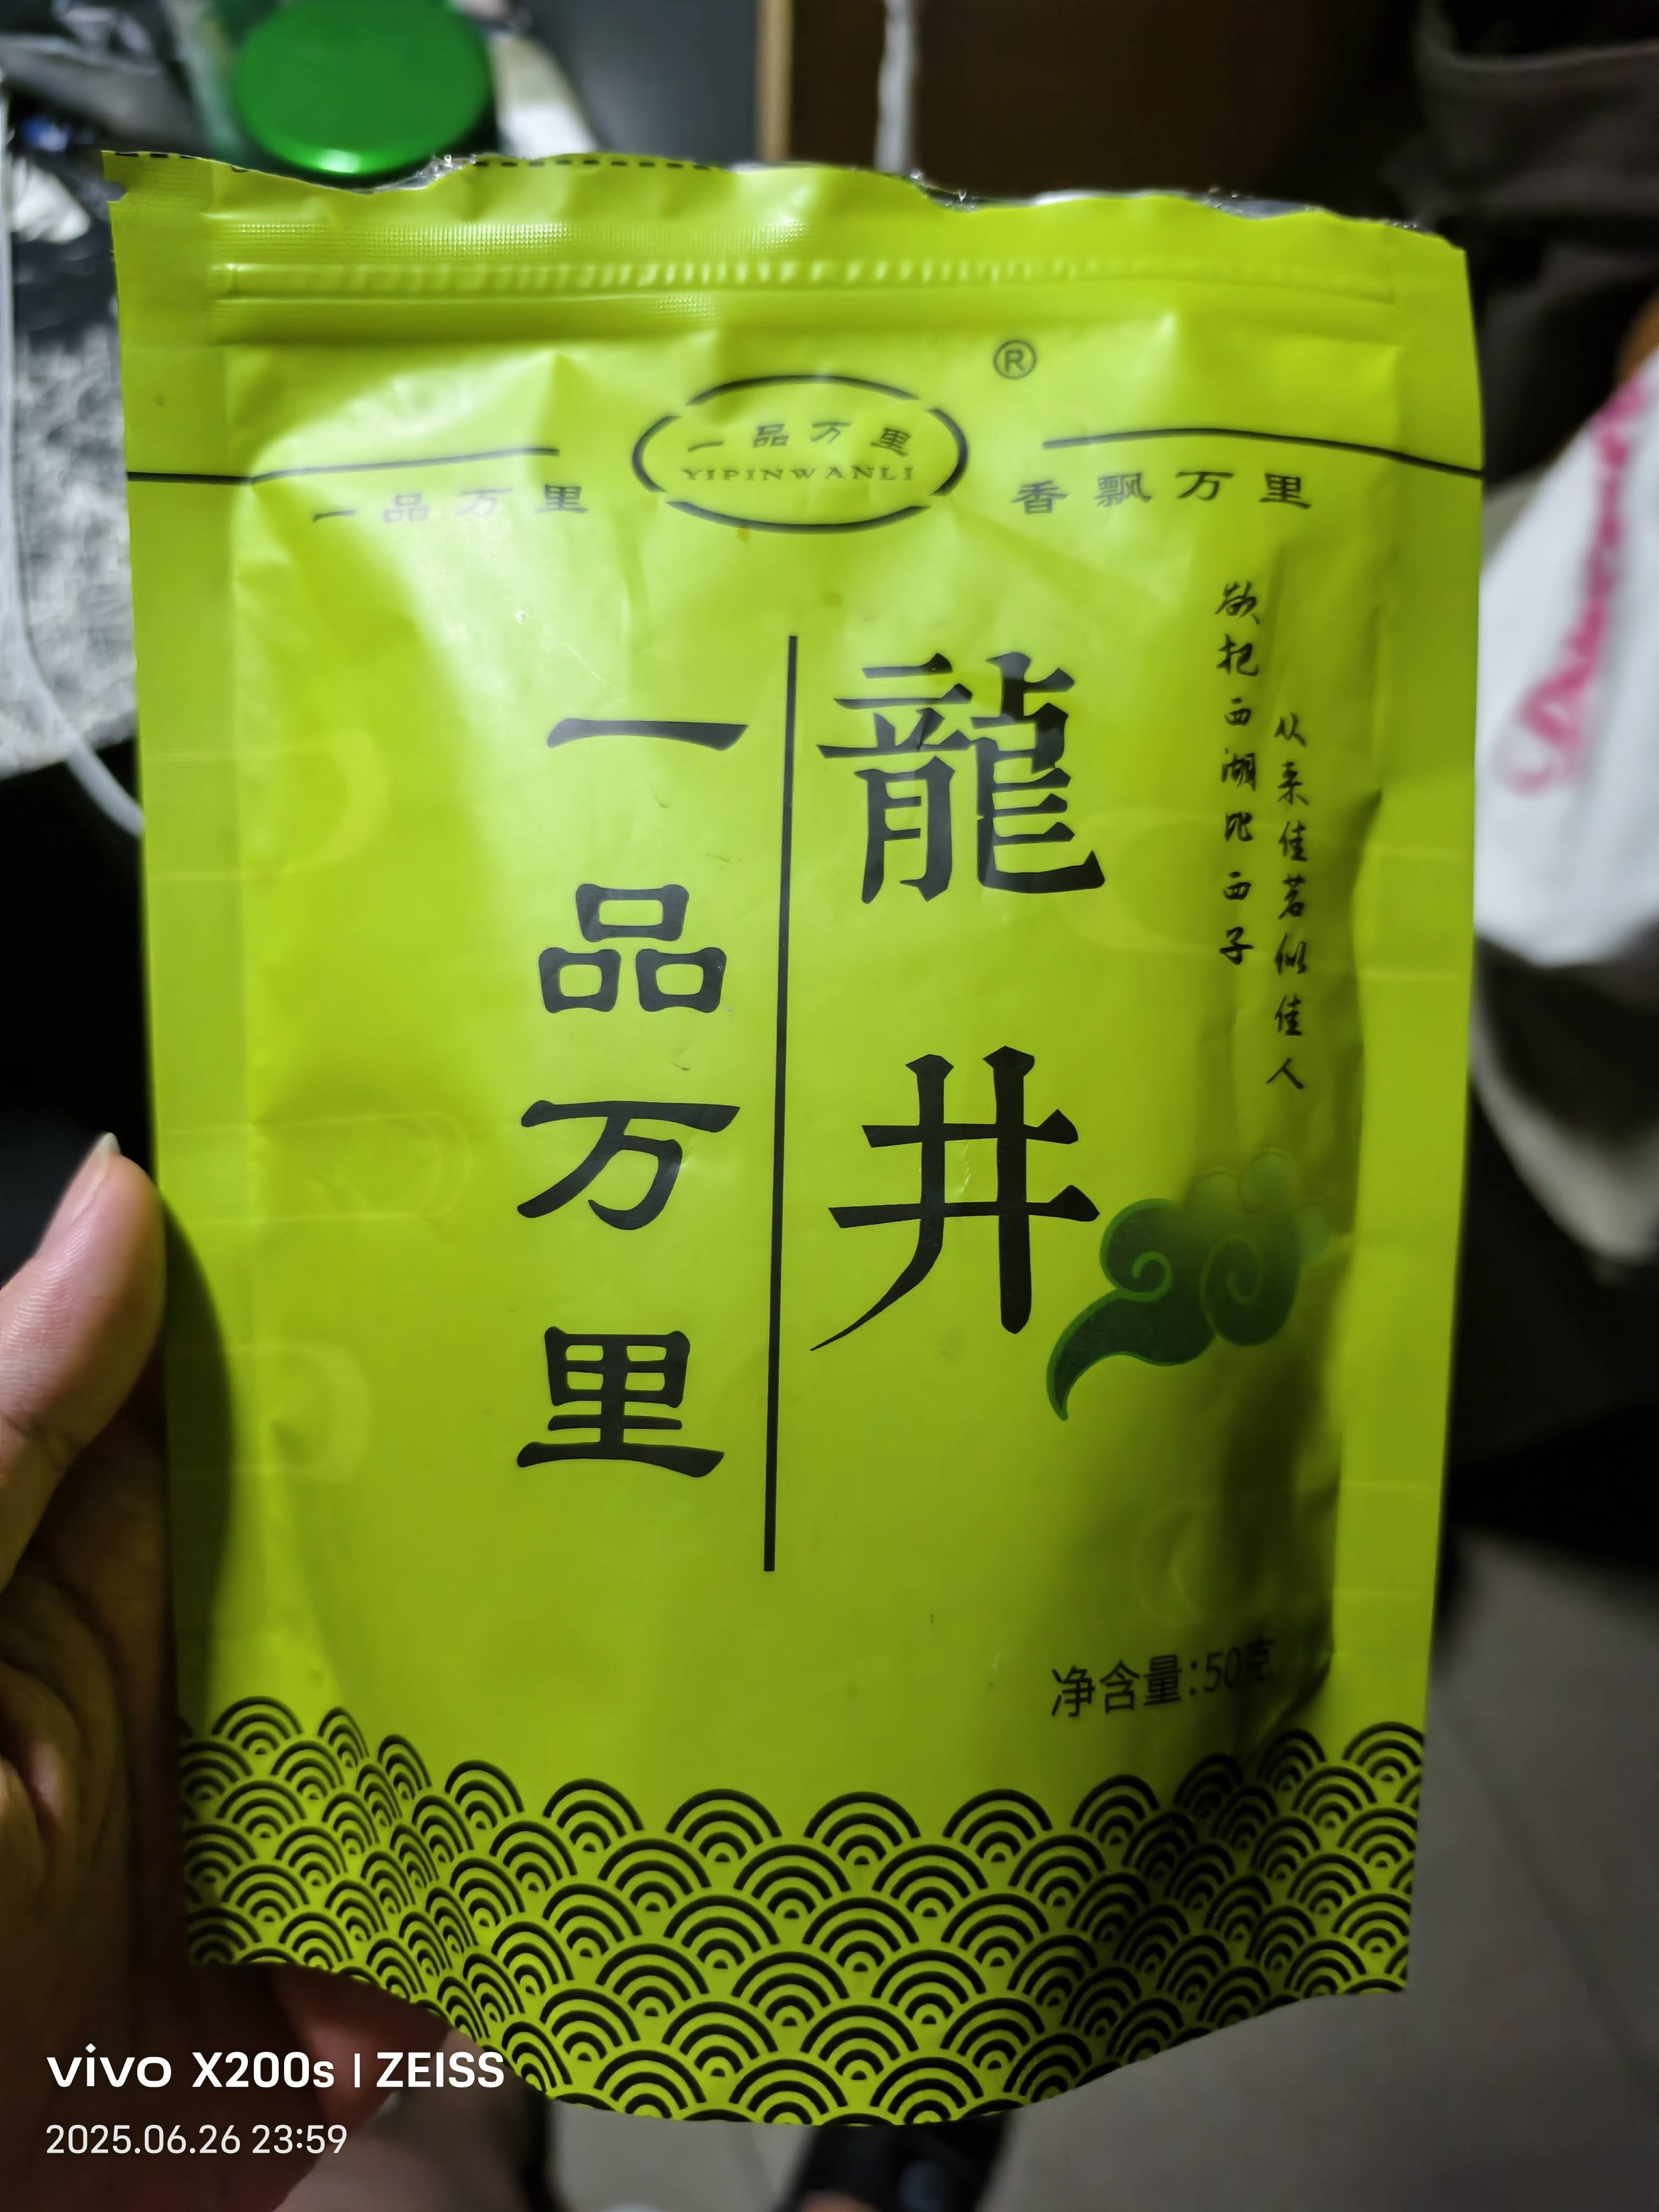 ®
一品万里
YIPINWANLI
一品万里
香飘万里
从来佳茗似佳人
欲把西湖比西子
龍井
一品万里
净含量:50克
vivo X200s | ZEISS
2025.06.26 23:59